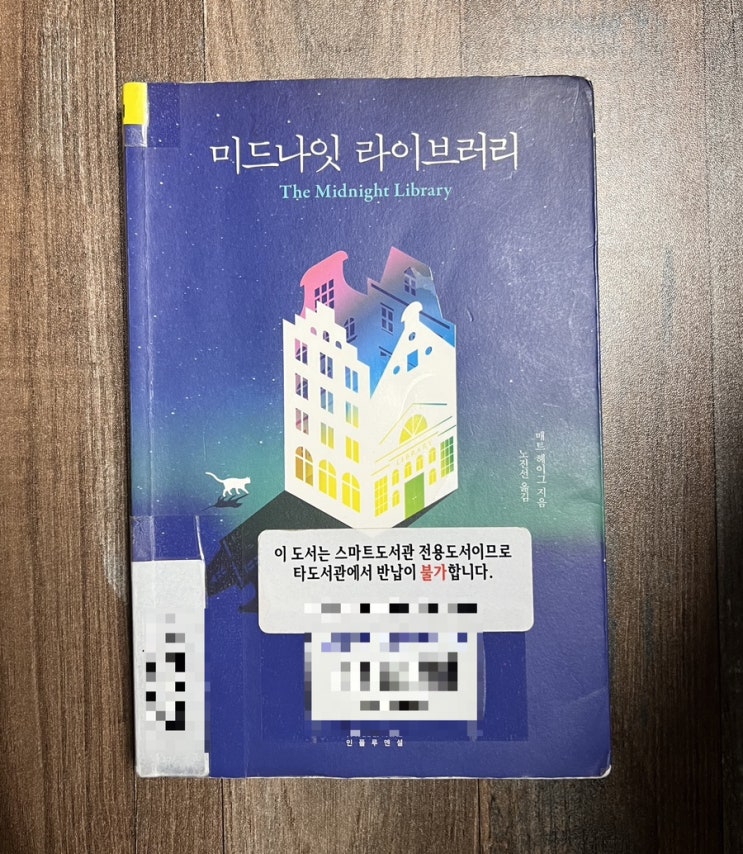 미드나잇 라이브러리
The Midnight Library
LIBRARY
매트 헤이그 지음
노진선 옮김
이 도서는 스마트도서관 전용도서이므로
타도서관에서 반납이 불가합니다.
인플루엔셜